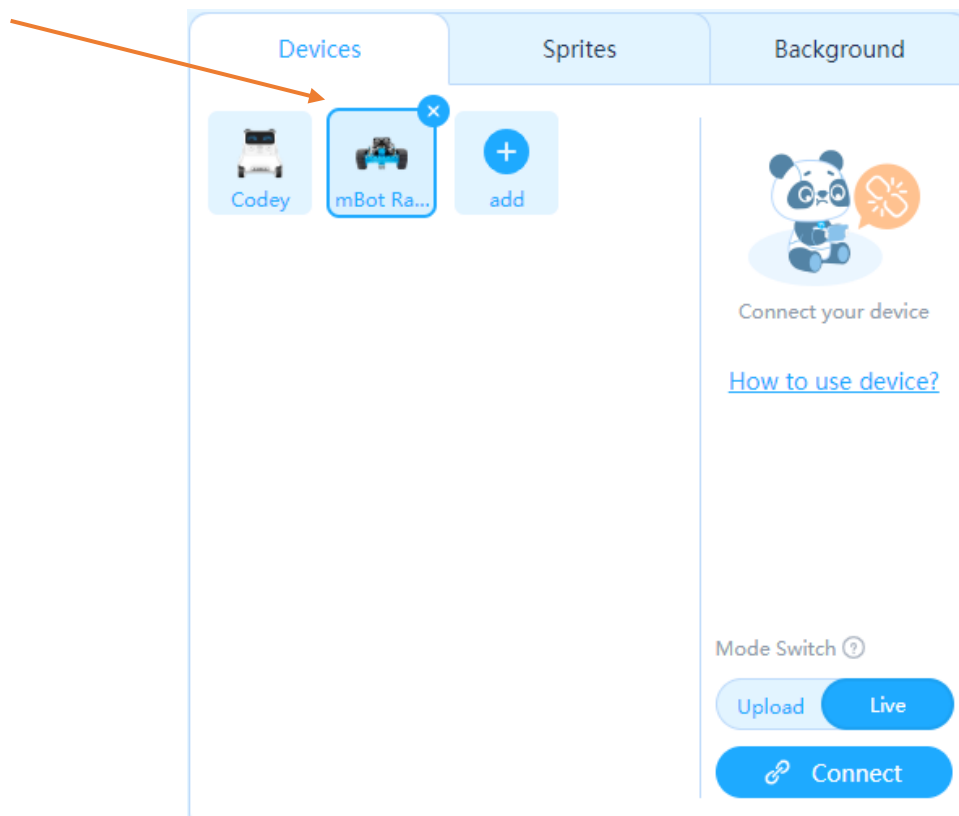 Devices
Sprites
Background
Codey
mBot Ra...
add
Connect your device
How to use device?
Mode Switch ?
Upload
Live
Connect